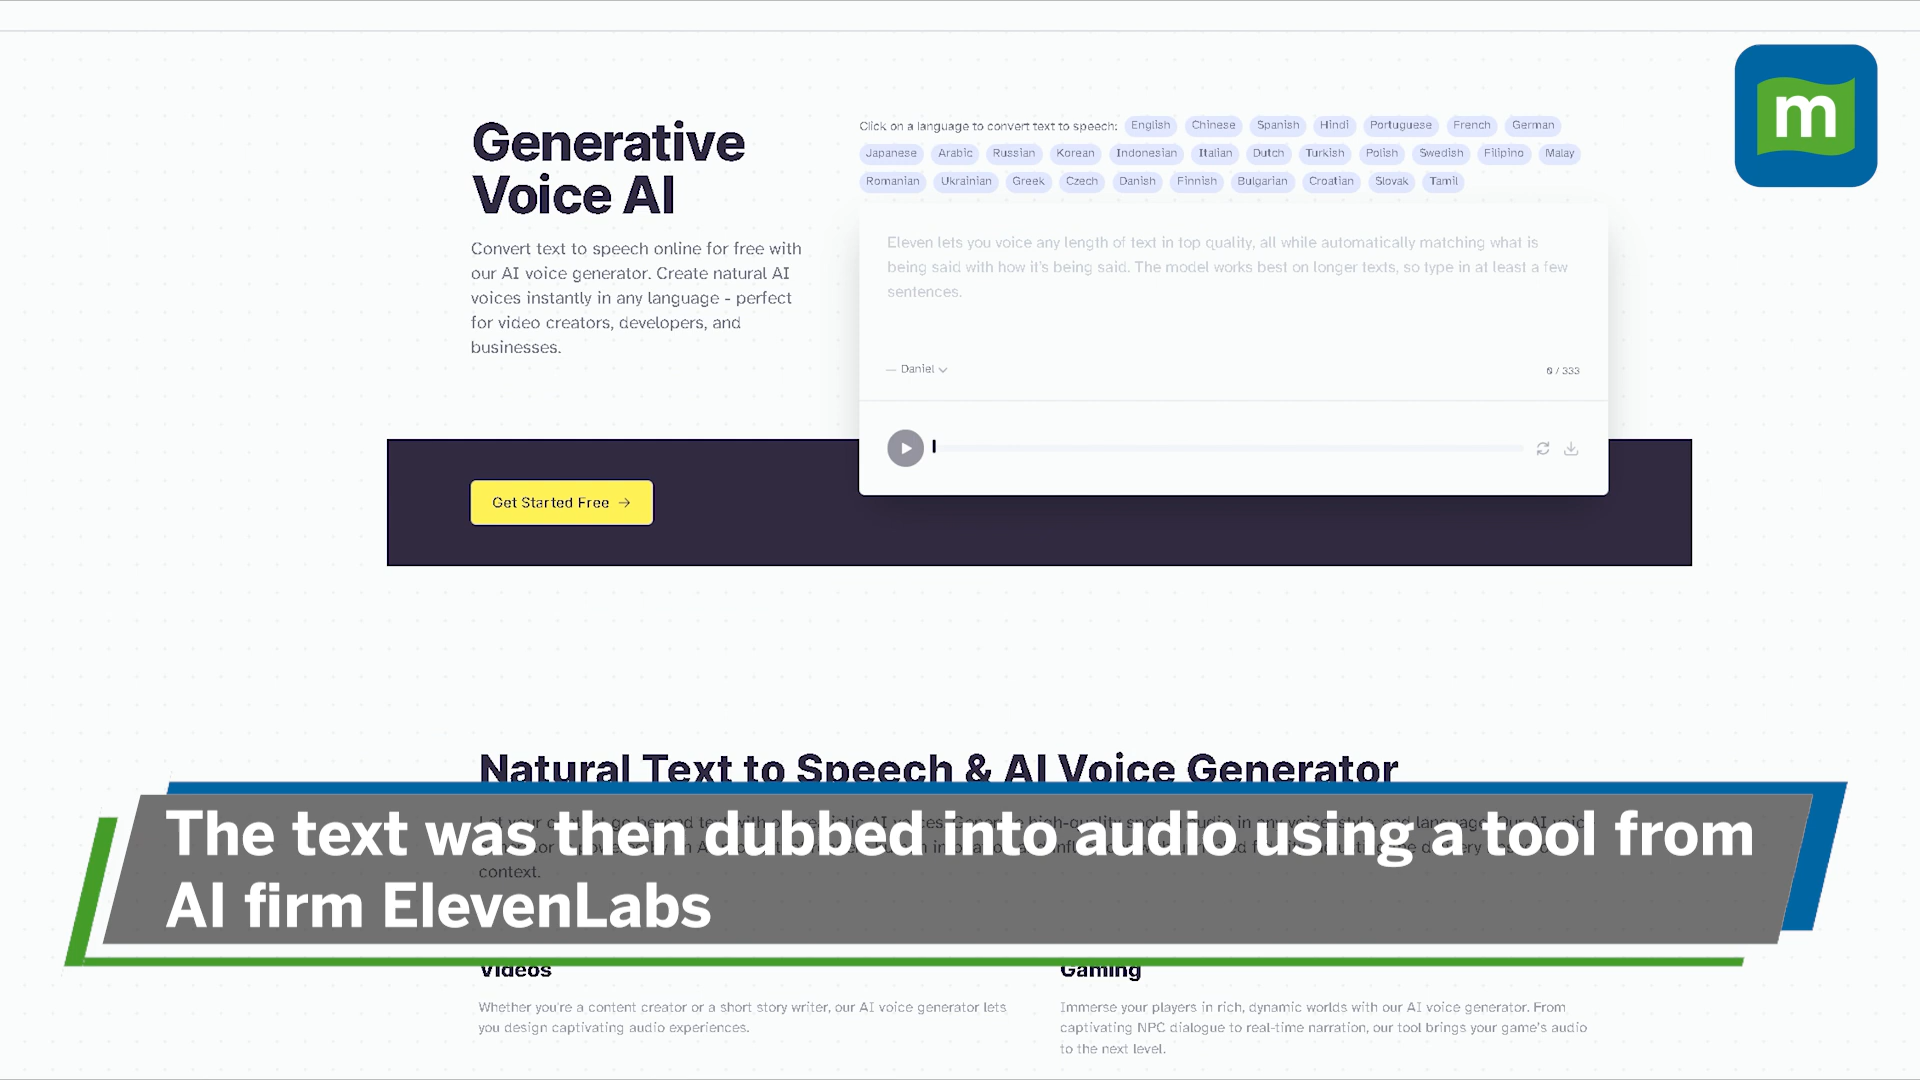 m
Generative
Voice AI
Convert text to speech online for free with
our AI voice generator. Create natural AI
voices instantly in any language - perfect
for video creators, developers, and
businesses.
Get Started Free →
Click on a language to convert text to speech: English Chinese Spanish Hindi Portuguese French German
Japanese Arabic Russian Korean Indonesian Italian Dutch Turkish Polish Swedish Filipino Malay
Romanian Ukrainian Greek Czech Danish Finnish Bulgarian Croatian Slovak Tamil
Eleven lets you voice any length of text in top quality, all while automatically matching what is
being said with how it's being said. The model works best on longer texts, so type in at least a few
sentences.
— Daniel
0 / 333
Natural Text to Speech & AI Voice Generator
context.
The text was then dubbed into audio using a tool from
AI firm ElevenLabs
Videos
Whether you're a content creator or a short story writer, our AI voice generator lets
you design captivating audio experiences.
Gaming
Immerse your players in rich, dynamic worlds with our AI voice generator. From
captivating NPC dialogue to real-time narration, our tool brings your game's audio
to the next level.